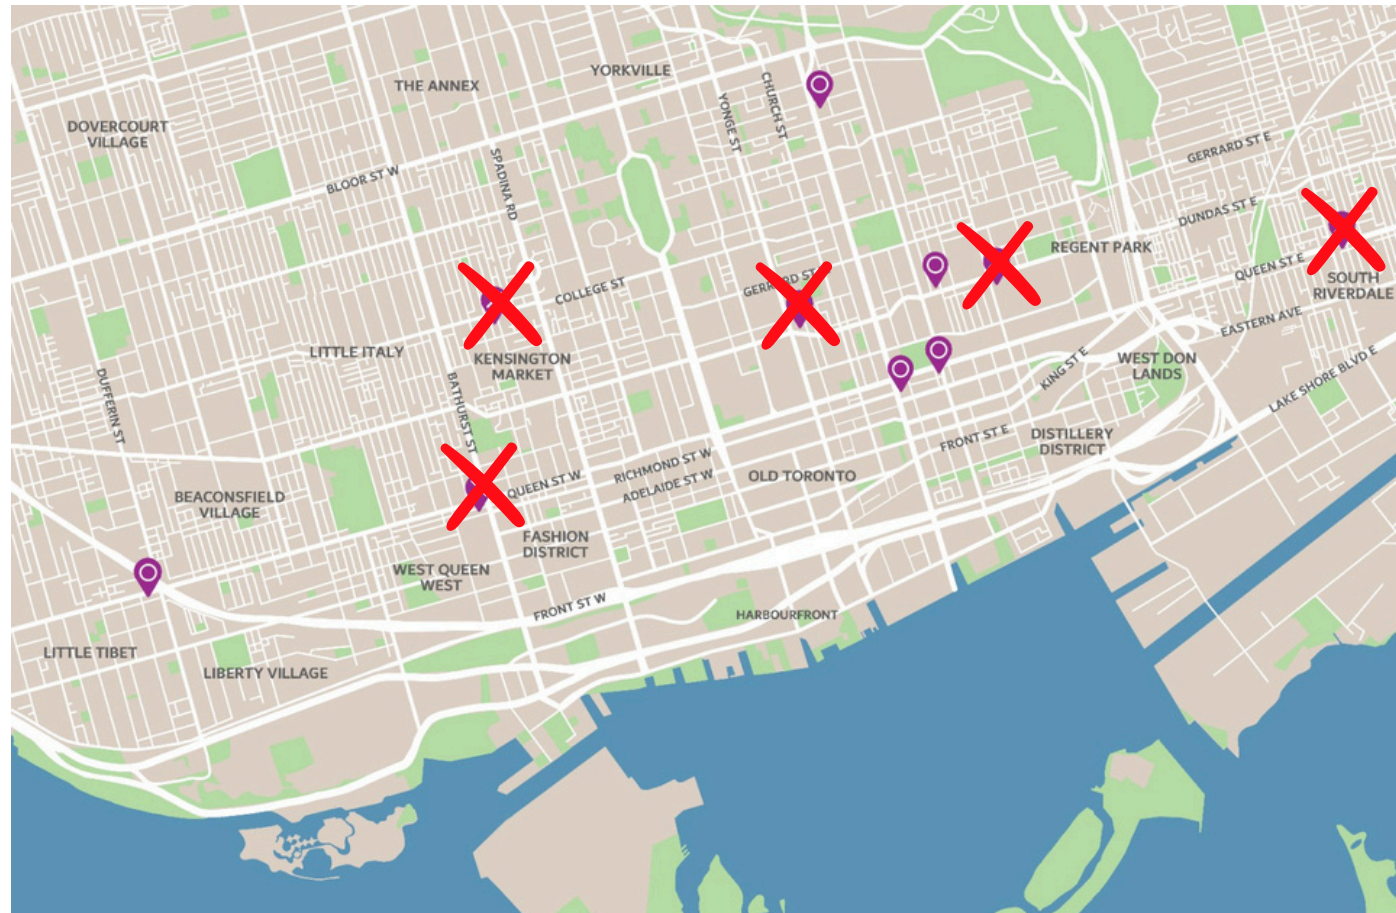 YORKVILLE
THE ANNEX
CHURCH ST
YONGE ST
DOVERCOURT
VILLAGE
GERRARD ST E
SPADINA RD
BLOOR ST W
DUNDAS ST E
REGENT PARK
QUEEN ST E
SOUTH
RIVERDALE
COLLEGE ST
EASTERN AVE
LITTLE ITALY
KENSINGTON
MARKET
WEST DON
LANDS
KING ST E
LAKE SHORE BLVD E
DUFFERIN ST
BATHURST ST
FRONT ST E
DISTILLERY
DISTRICT
RICHMOND ST W
ADELAIDE ST W
OLD TORONTO
QUEEN ST W
BEACONSFIELD
VILLAGE
FASHION
DISTRICT
WEST QUEEN
WEST
FRONT ST W
HARBOURFRONT
LITTLE TIBET
LIBERTY VILLAGE